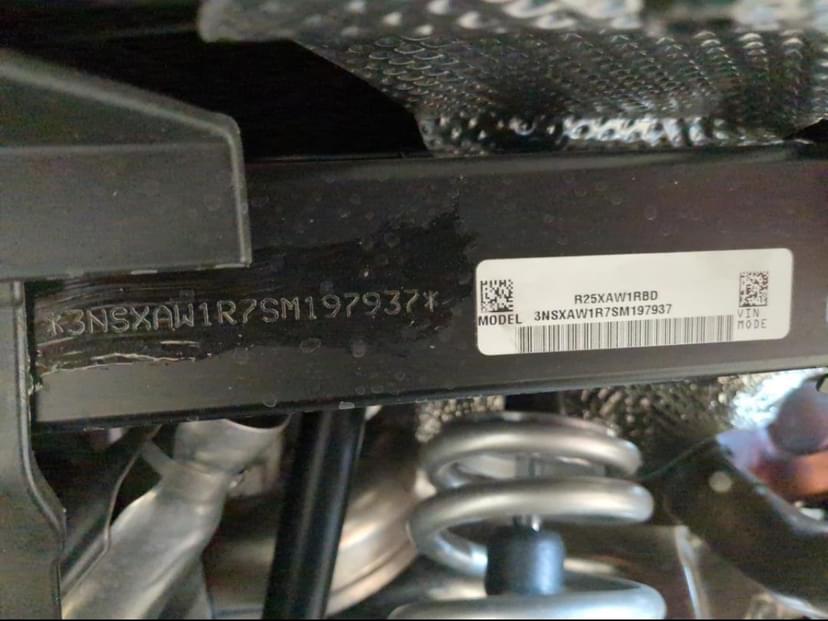 *3NSXAW1R7SM197937*
R25XAW1RBD
MODEL
3NSXAW1R7SM197937
VIN
MODE